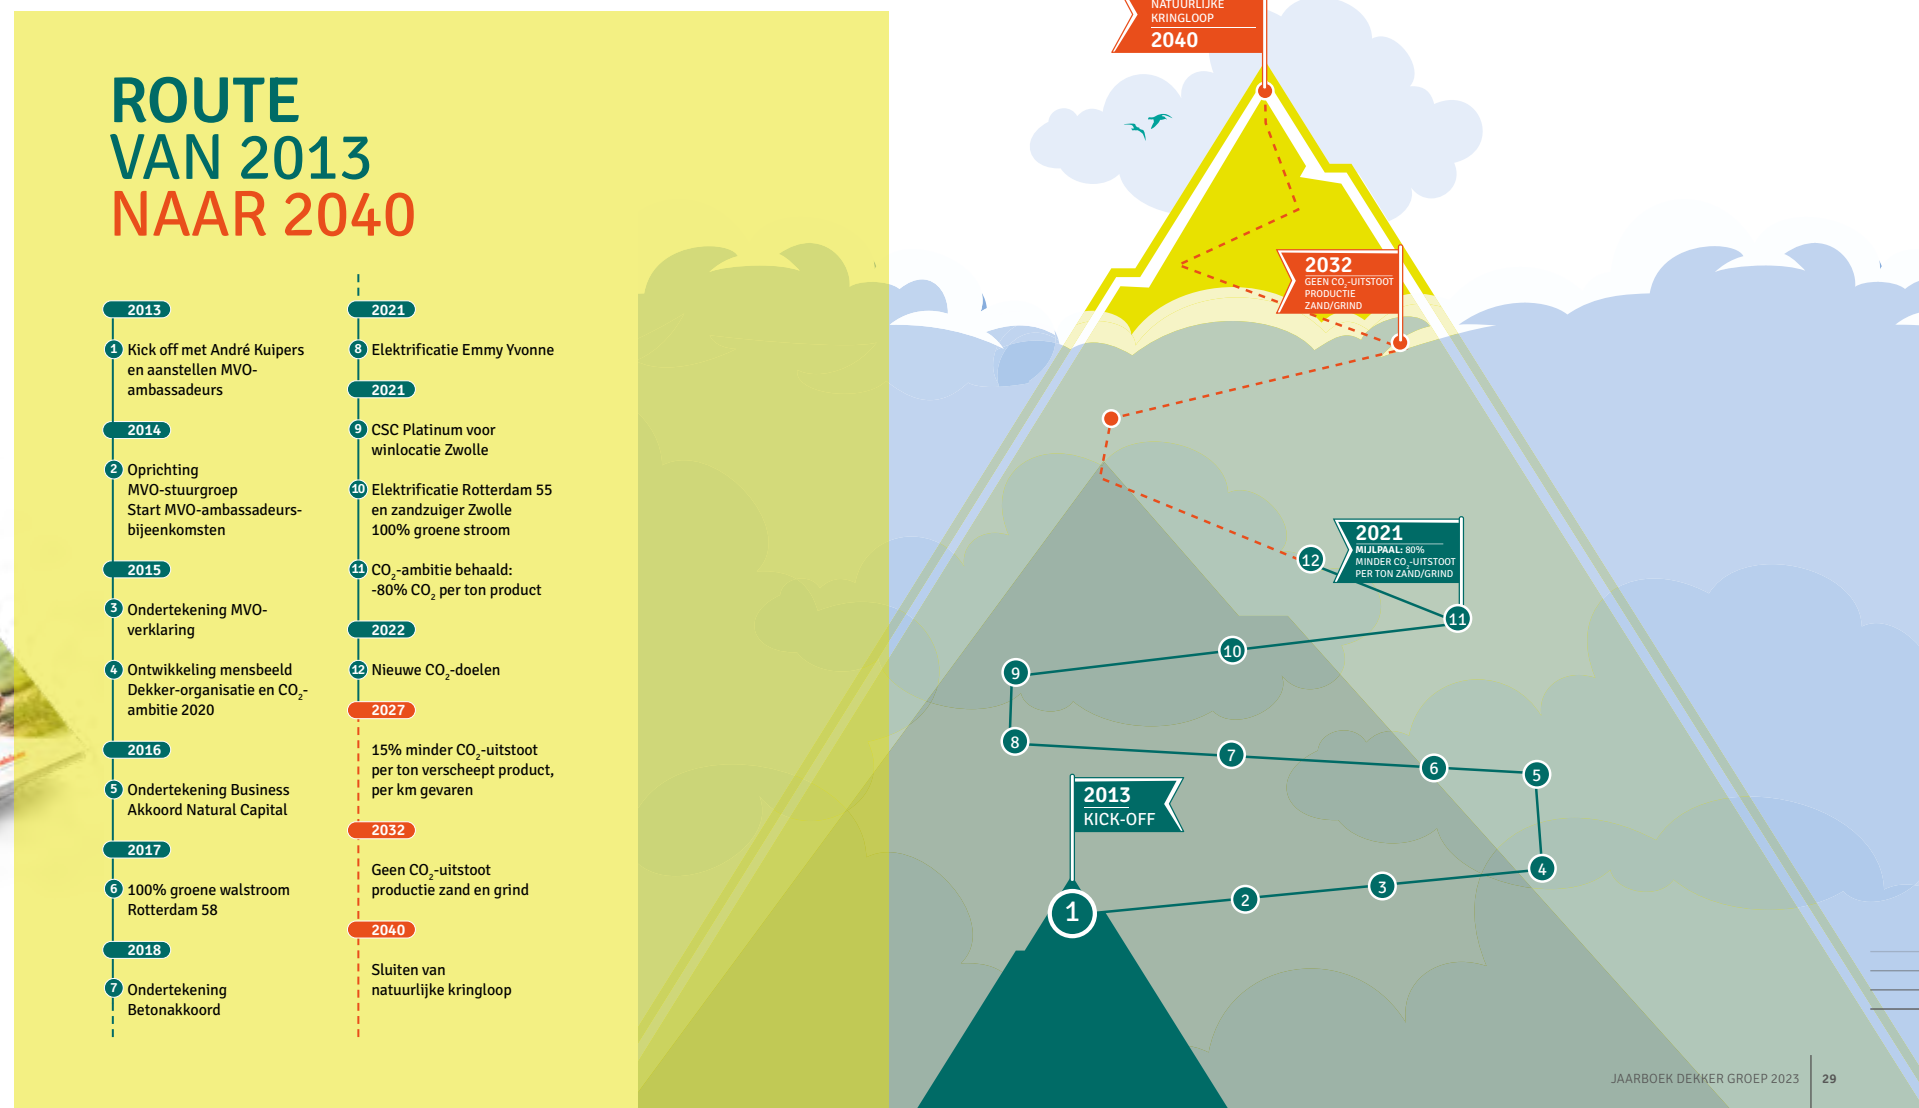 ROUTE
VAN 2013
NAAR 2040
2013
1 Kick off met André Kuipers
en aanstellen MVO-
ambassadeurs
2014
2 Oprichting
MVO-stuurgroep
Start MVO-ambassadeurs-
bijeenkomsten
2015
3 Ondertekening MVO-
verklaring
4 Ontwikkeling mensbeeld
Dekker-organisatie en CO₂-
ambitie 2020
2016
5 Ondertekening Business
Akkoord Natural Capital
2017
6 100% groene walstroom
Rotterdam 58
2018
7 Ondertekening
Betonakkoord
2021
8 Elektrificatie Emmy Yvonne
2021
9 CSC Platinum voor
winlocatie Zwolle
10 Elektrificatie Rotterdam 55
en zandzuiger Zwolle
100% groene stroom
11 CO₂-ambitie behaald:
-80% CO₂ per ton product
2022
12 Nieuwe CO₂-doelen
2027
15% minder CO₂-uitstoot
per ton verscheept product,
per km gevaren
2032
Geen CO₂-uitstoot
productie zand en grind
2040
Sluiten van
natuurlijke kringloop
NATUURLIJKE
KRINGLOOP
2040
2032
GEEN CO₂-UITSTOOT
PRODUCTIE
ZAND/GRIND
2021
MIJLPAAL: 80%
MINDER CO₂-UITSTOOT
PER TON ZAND/GRIND
12
11
10
9
8
7
6
5
2013
KICK-OFF
4
3
2
1
JAARBOEK DEKKER GROEP 2023 29